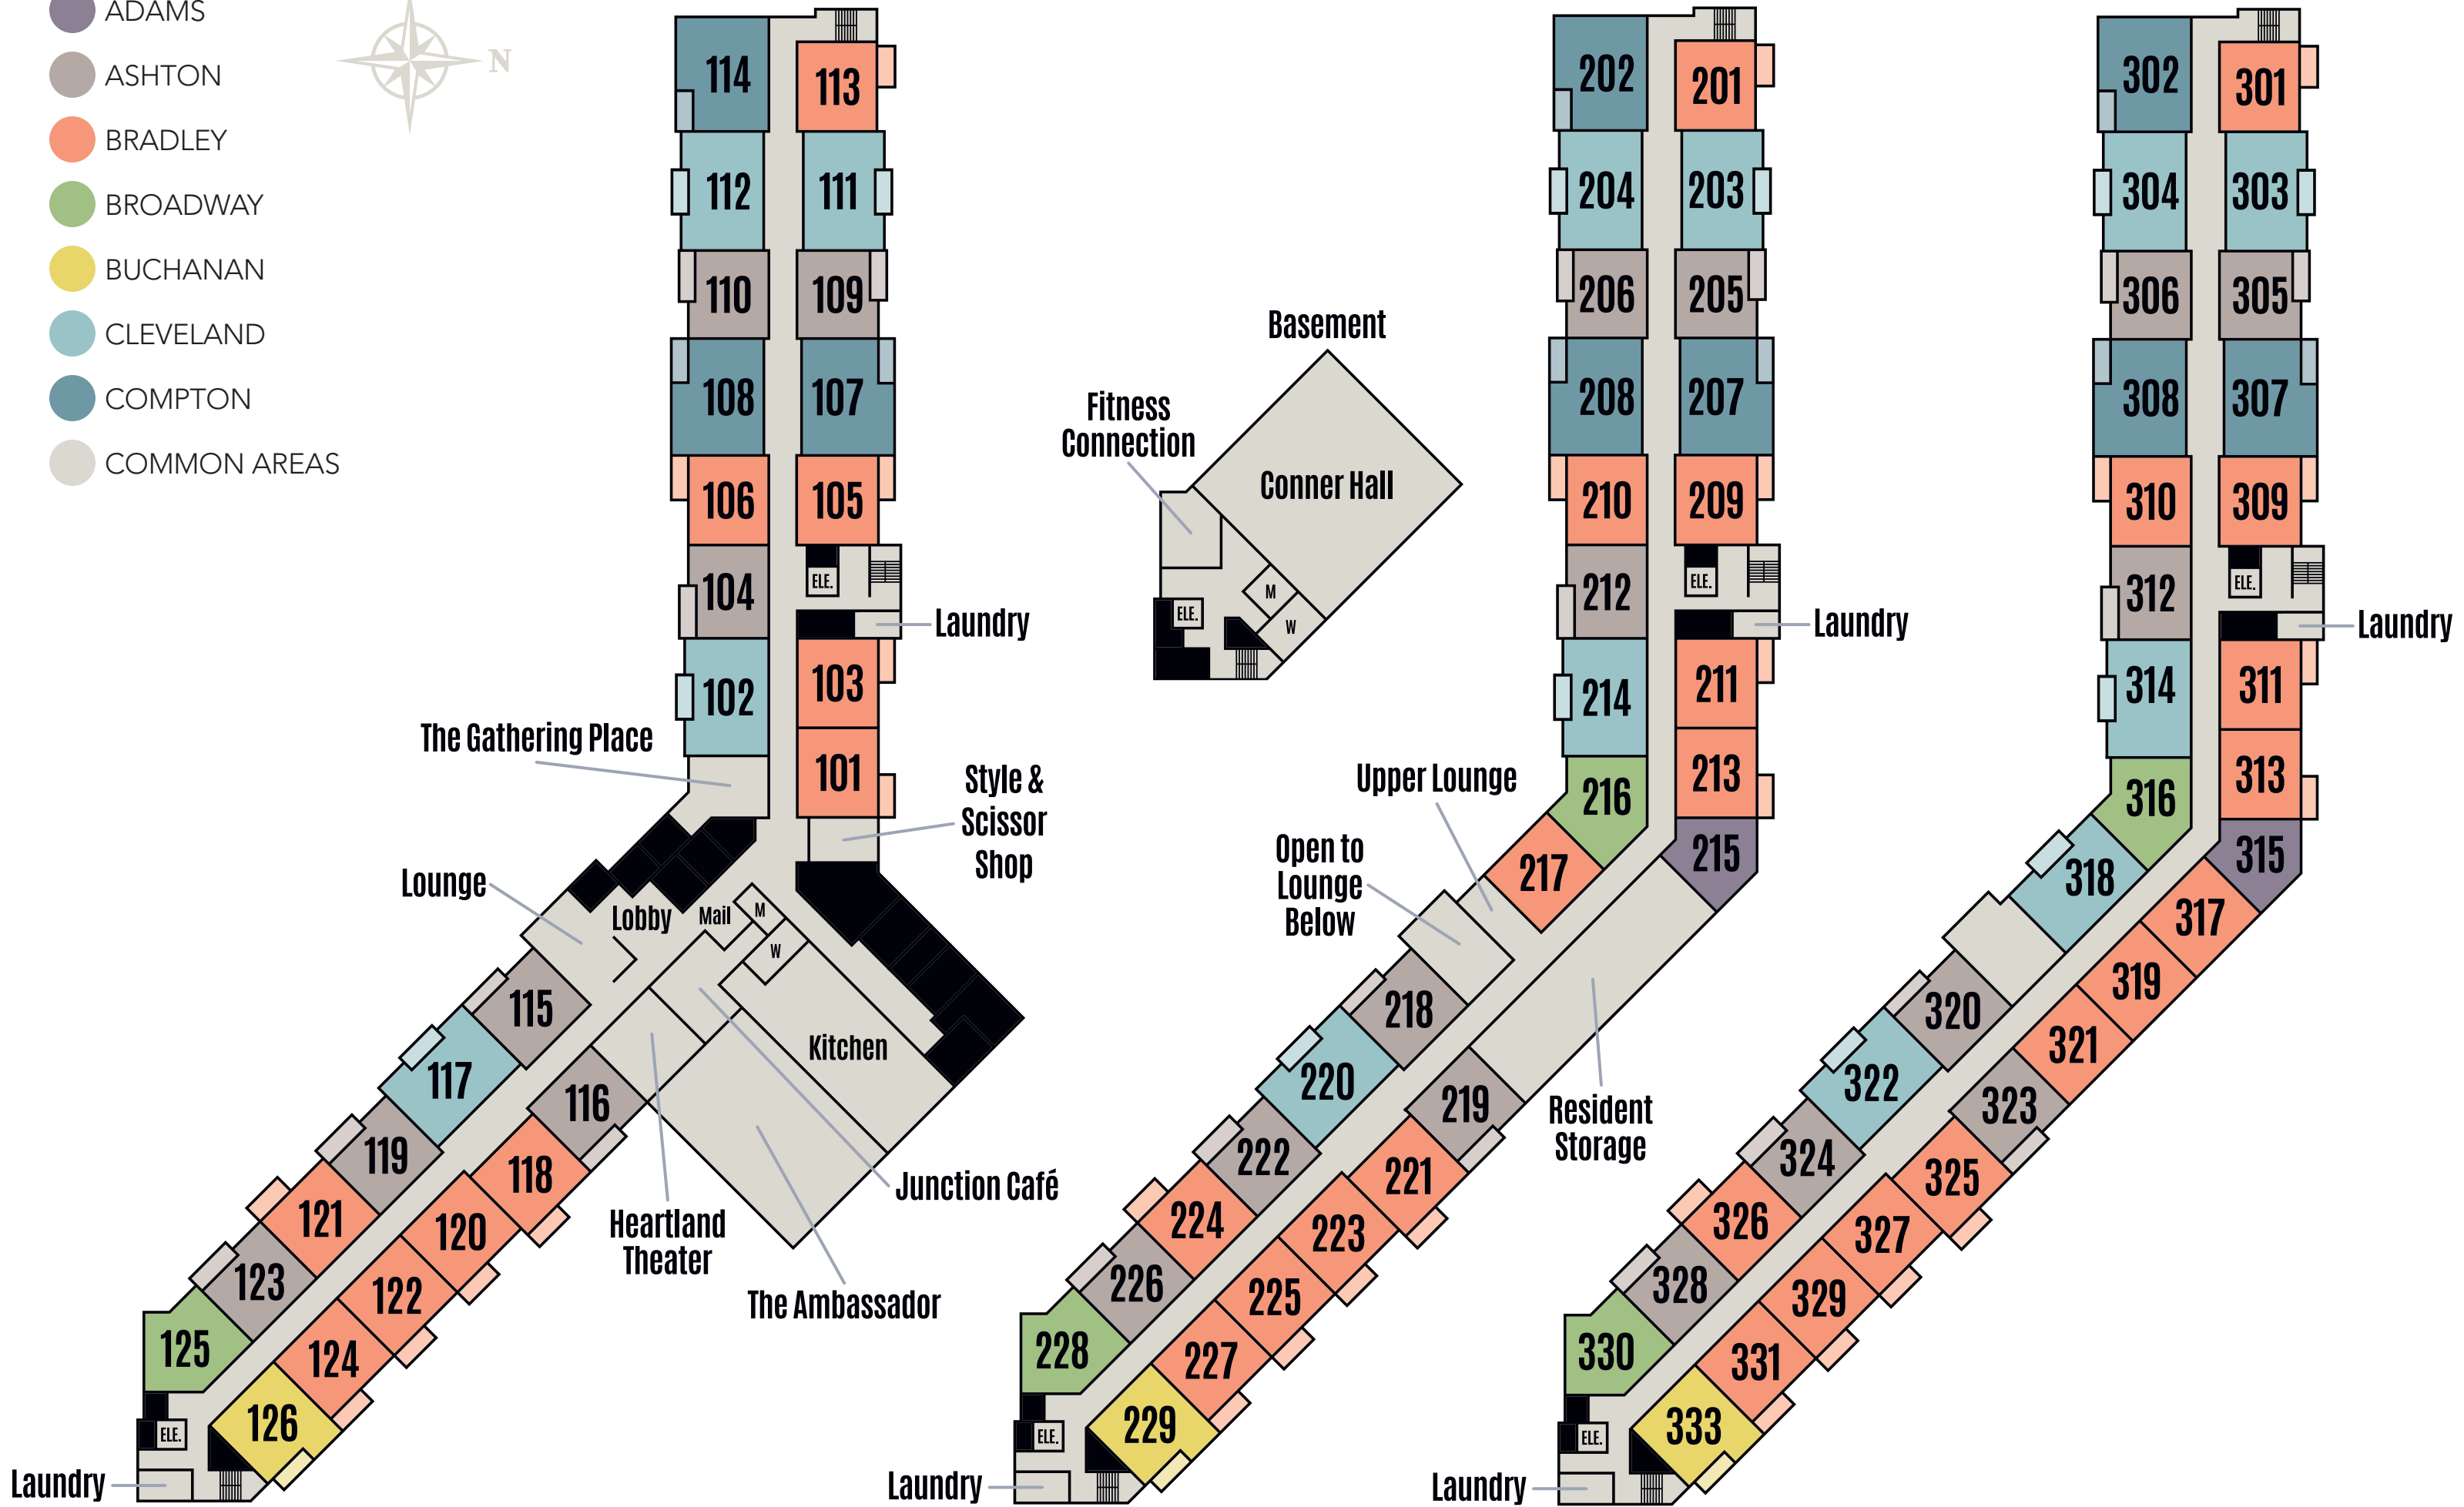 ADAMS
ASHTON
BRADLEY
BROADWAY
BUCHANAN
CLEVELAND
COMPTON
COMMON AREAS
N
114
113
112
111
110
109
108
107
106
105
104
ELE.
Laundry
102
103
101
The Gathering Place
Style &
Scissor
Shop
Lounge
Lobby
Mail
M
W
Kitchen
115
117
116
119
118
121
120
123
122
125
124
126
ELE.
Laundry
Heartland
Theater
Junction Café
The Ambassador
Basement
Fitness
Connection
Conner Hall
ELE.
M
W
202
201
204
203
206
205
208
207
210
209
212
ELE.
Laundry
214
211
213
216
215
217
Upper Lounge
Open to
Lounge
Below
218
220
219
222
221
224
223
226
225
228
227
229
ELE.
Laundry
Resident
Storage
302
301
304
303
306
305
308
307
310
309
312
ELE.
Laundry
314
311
313
316
315
318
317
319
320
321
322
323
324
325
326
327
328
329
330
331
333
ELE.
Laundry